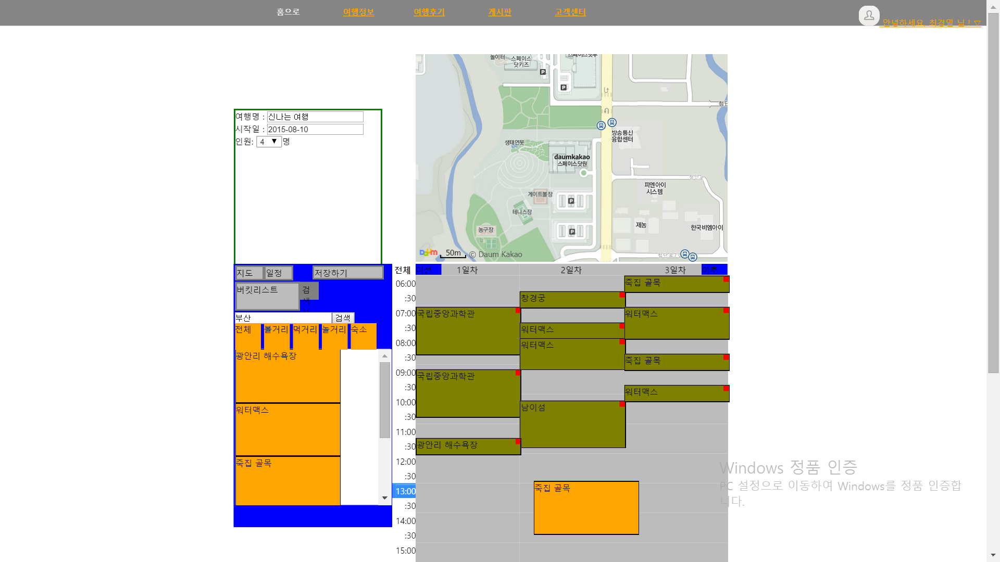 홈으로 여행정보 여행후기 게시판 고객센터
안녕하세요, 최경열 님 ! ▽
놀이터 스페이스
닷키즈
P
P
방송통신
융합센터
생태연못
daumkakao
스페이스닷원
첨단로
피엔아이
시스템
게이트볼장
P
테니스장
제농
한국비엠아이
농구장
P
Daum 50m © Daum Kakao
여행명 : 신나는 여행
시작일 : 2015-08-10
인원: 4 ▼ 명
지도 일정 저장하기
버킷리스트 검색
부산 검색
전체 볼거리 먹거리 놀거리 숙소
광안리 해수욕장
워터맥스
죽집 골목
전체 이전 1일차 2일차 3일차 이후
06:00
:30
07:00
:30
08:00
:30
09:00
:30
10:00
:30
11:00
:30
12:00
:30
13:00
:30
14:00
:30
15:00
국립중앙과학관
국립중앙과학관
광안리 해수욕장
창경궁
워터맥스
워터맥스
남이섬
죽집 골목
워터맥스
죽집 골목
워터맥스
죽집 골목
Windows 정품 인증
PC 설정으로 이동하여 Windows를 정품 인증합
니다.